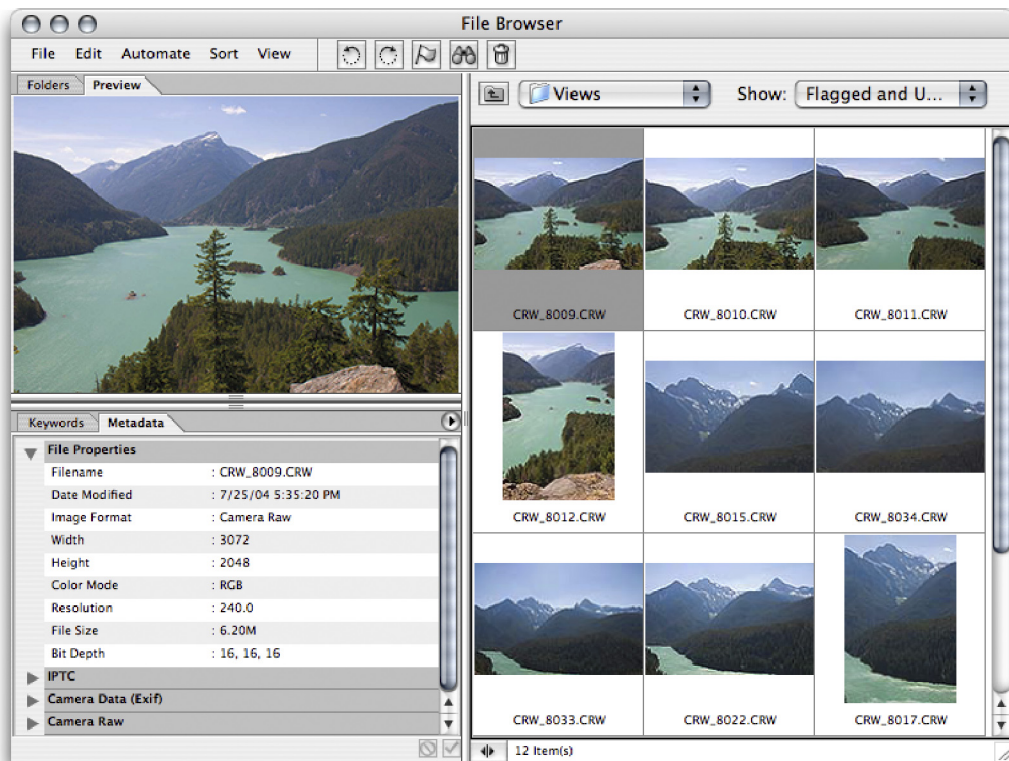 File Browser
File Edit Automate Sort View
Folders Preview
Views Show: Flagged and U...
CRW_8009.CRW CRW_8010.CRW CRW_8011.CRW
CRW_8012.CRW CRW_8015.CRW CRW_8034.CRW
CRW_8033.CRW CRW_8022.CRW CRW_8017.CRW
Keywords Metadata
File Properties
Filename : CRW_8009.CRW
Date Modified : 7/25/04 5:35:20 PM
Image Format : Camera Raw
Width : 3072
Height : 2048
Color Mode : RGB
Resolution : 240.0
File Size : 6.20M
Bit Depth : 16, 16, 16
IPTC
Camera Data (Exif)
Camera Raw
12 Item(s)